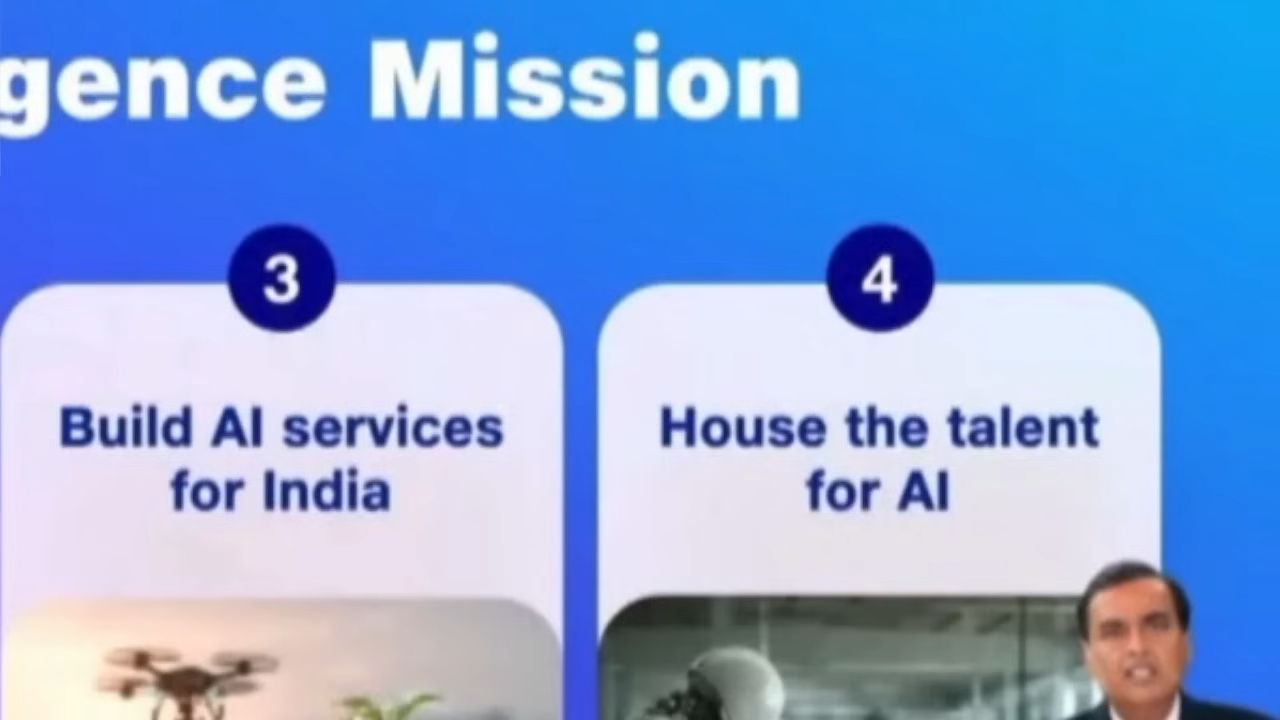 gence Mission
3
Build AI services
for India
4
House the talent
for AI